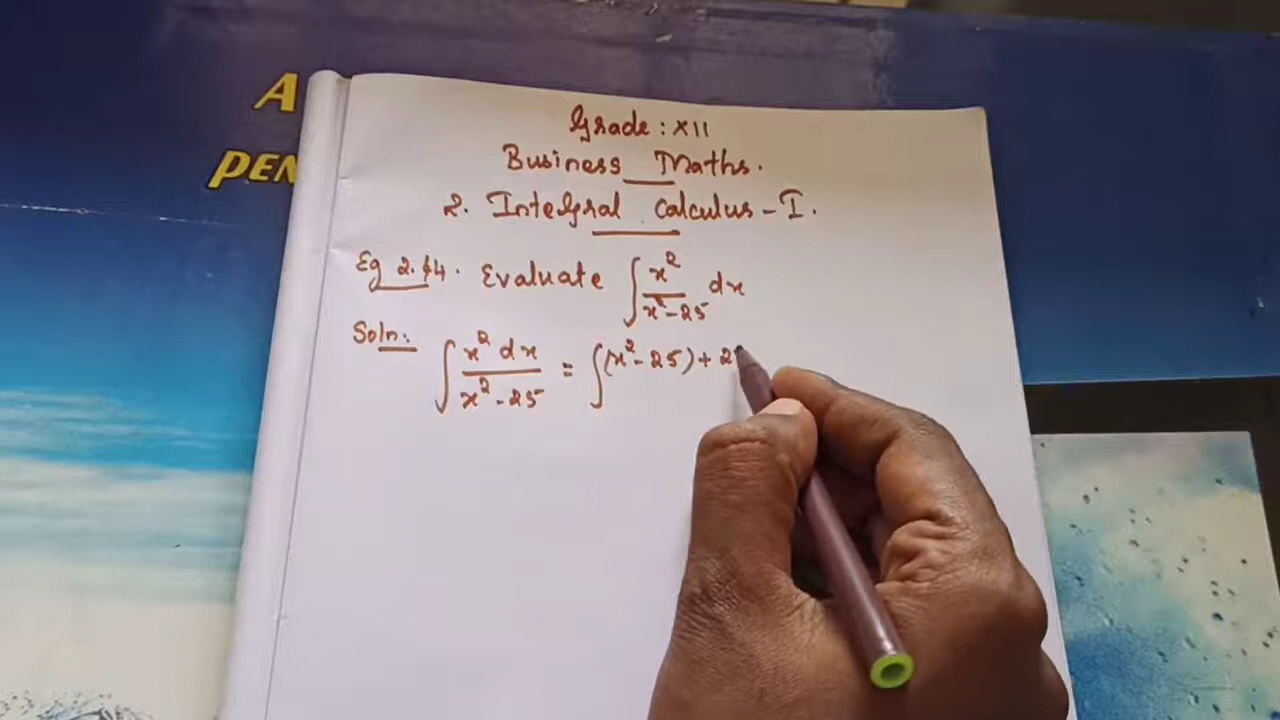 A
PEN
Grade : XII
Business Maths.
2. Integral Calculus - I.
Eg 2.44. Evaluate ∫ x²/(x²-25) dx
Soln: ∫ x² dx/(x²-25) = ∫ (x²-25)+2